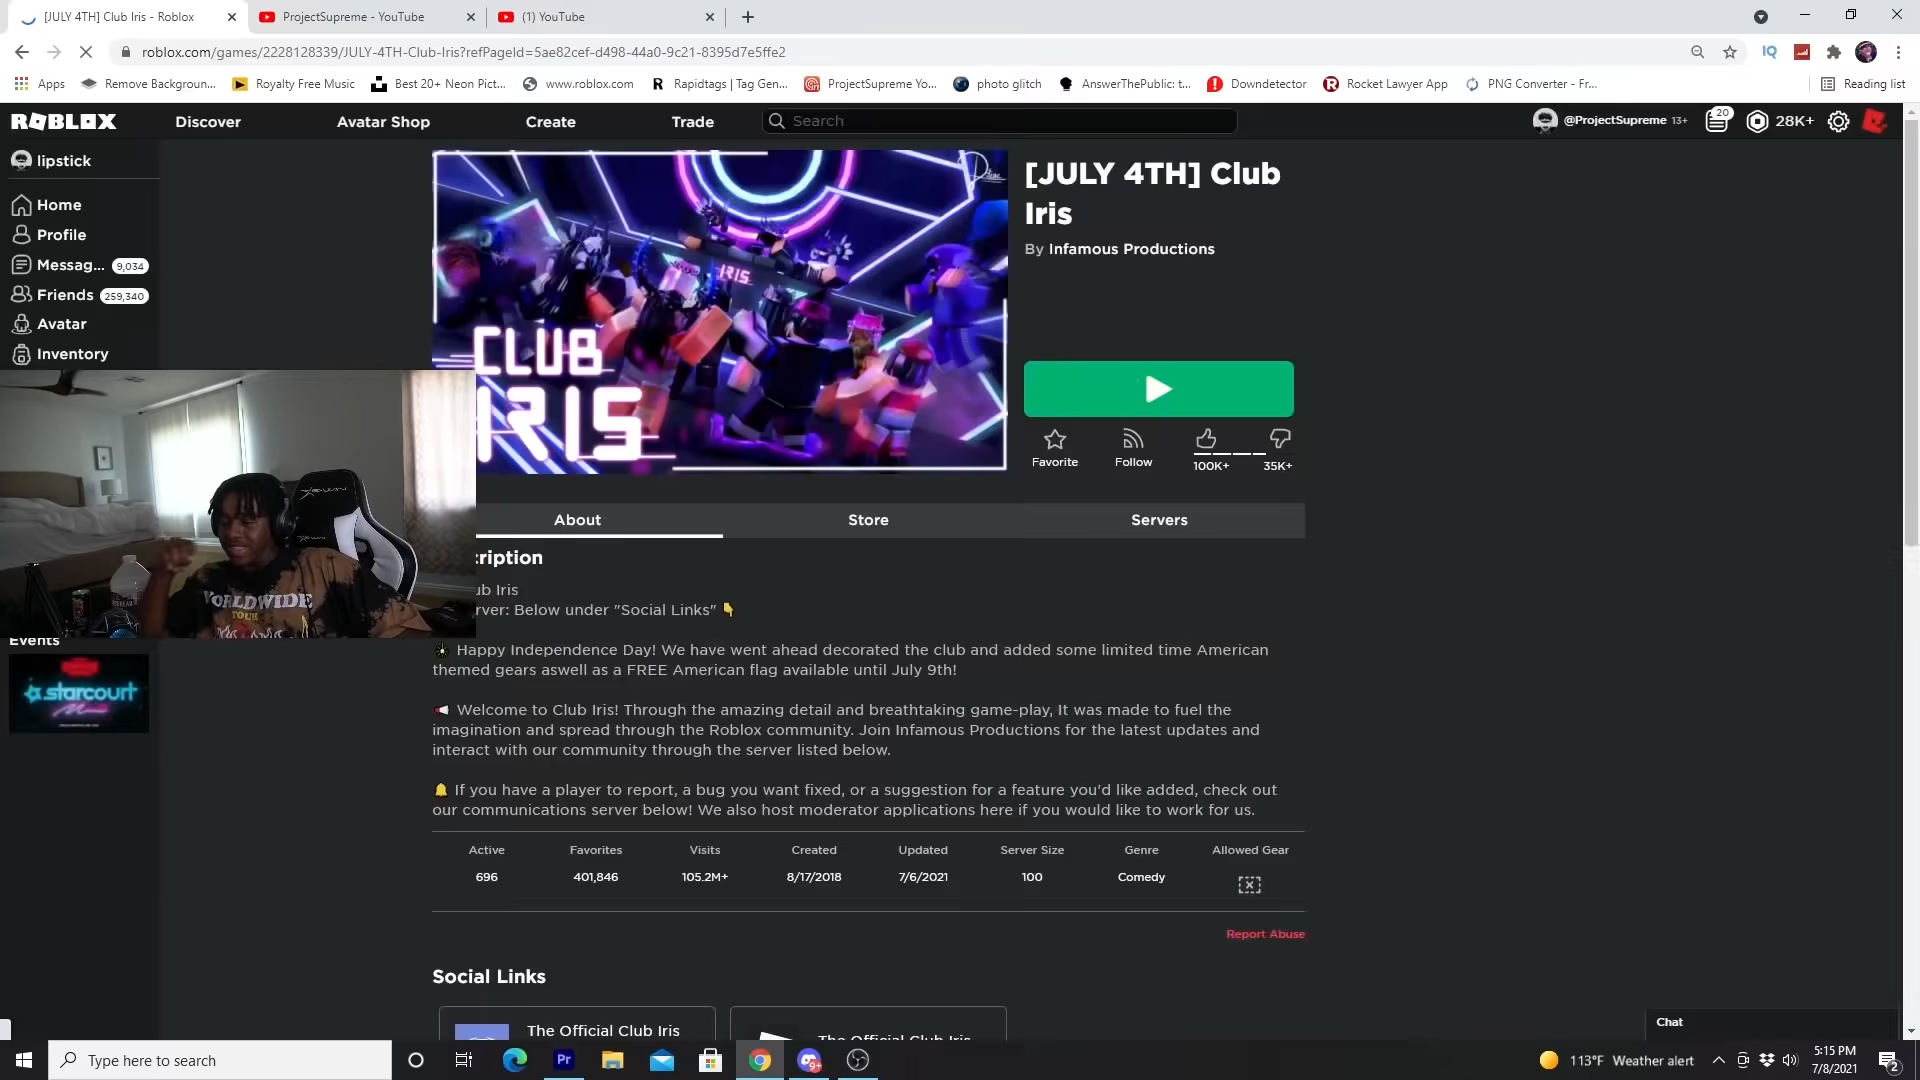 [JULY 4TH] Club Iris - Roblox
ProjectSupreme - YouTube
(1) YouTube
roblox.com/games/2228128339/JULY-4TH-Club-Iris?refPageId=5ae82cef-d498-44a0-9c21-8395d7e5ffe2
IQ
Apps
Remove Backgroun...
Royalty Free Music
Best 20+ Neon Pict...
www.roblox.com
Rapidtags | Tag Gen...
ProjectSupreme Yo...
photo glitch
AnswerThePublic: t...
Downdetector
Rocket Lawyer App
PNG Converter - Fr...
Reading list
ROBLOX
Discover
Avatar Shop
Create
Trade
Search
@ProjectSupreme 13+
20
28K+
lipstick
Home
Profile
Messag... 9,034
Friends 259,340
Avatar
Inventory
Events
starcourt
IRIS
CLUB
IRIS
[JULY 4TH] Club
Iris
By Infamous Productions
Favorite
Follow
100K+
35K+
About
Store
Servers
cription
ub Iris
rver: Below under "Social Links" 👇
Happy Independence Day! We have went ahead decorated the club and added some limited time American
themed gears aswell as a FREE American flag available until July 9th!
📢 Welcome to Club Iris! Through the amazing detail and breathtaking game-play, It was made to fuel the
imagination and spread through the Roblox community. Join Infamous Productions for the latest updates and
interact with our community through the server listed below.
🔔 If you have a player to report, a bug you want fixed, or a suggestion for a feature you'd like added, check out
our communications server below! We also host moderator applications here if you would like to work for us.
Active Favorites Visits Created Updated Server Size Genre Allowed Gear
696 401,846 105.2M+ 8/17/2018 7/6/2021 100 Comedy
Report Abuse
Social Links
The Official Club Iris
The Official Club Iris
WORLDWIDE
TOUR
Chat
Type here to search
Pr
9+
113°F Weather alert
5:15 PM
7/8/2021
2